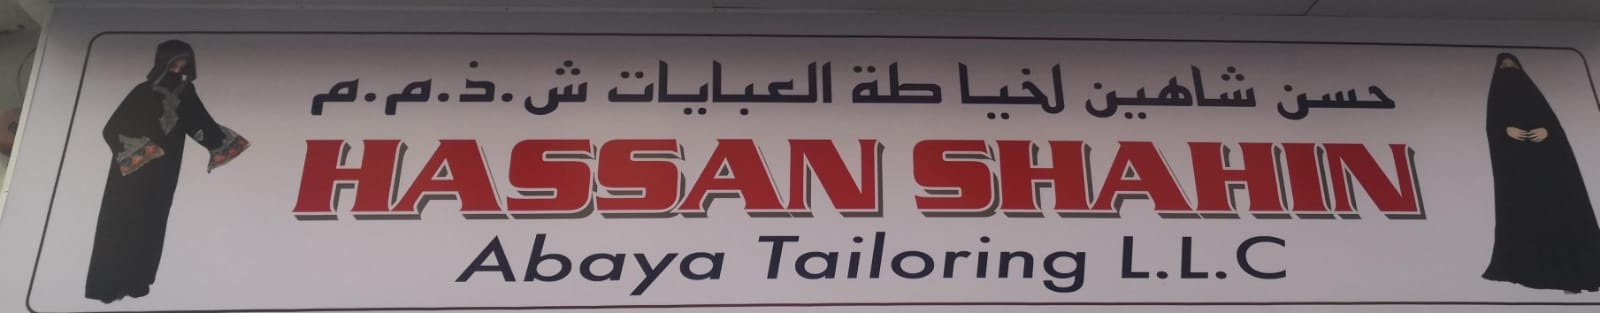 حسن شاهين لخياطة العبايات ش.ذ.م.م
HASSAN SHAHIN
Abaya Tailoring L.L.C